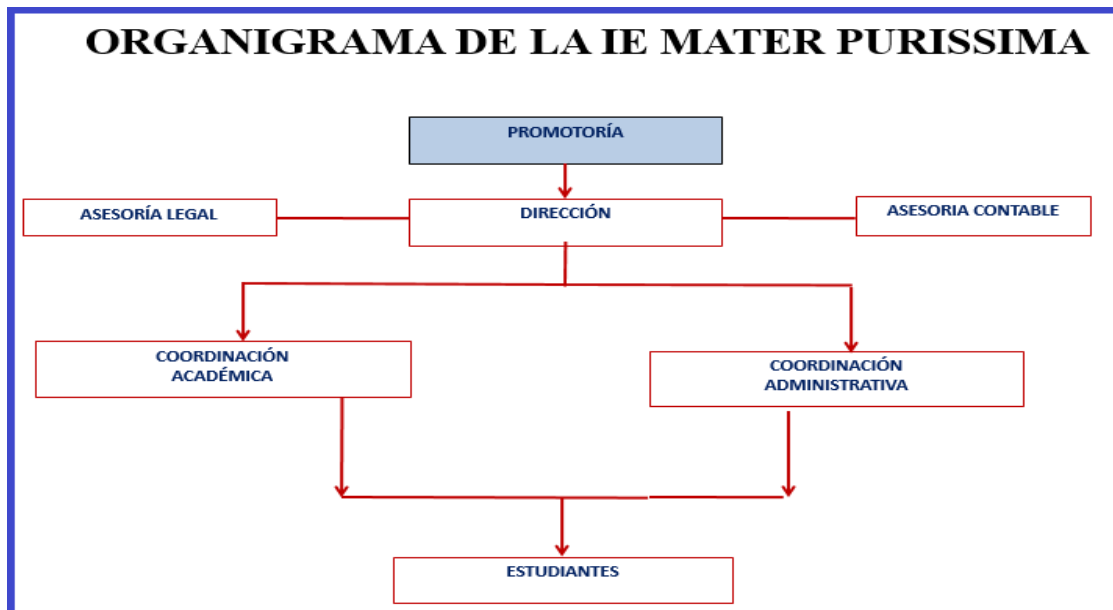 ORGANIGRAMA DE LA IE MATER PURISSIMA
PROMOTORÍA
ASESORÍA LEGAL
DIRECCIÓN
ASESORIA CONTABLE
COORDINACIÓN
ACADÉMICA
COORDINACIÓN
ADMINISTRATIVA
ESTUDIANTES